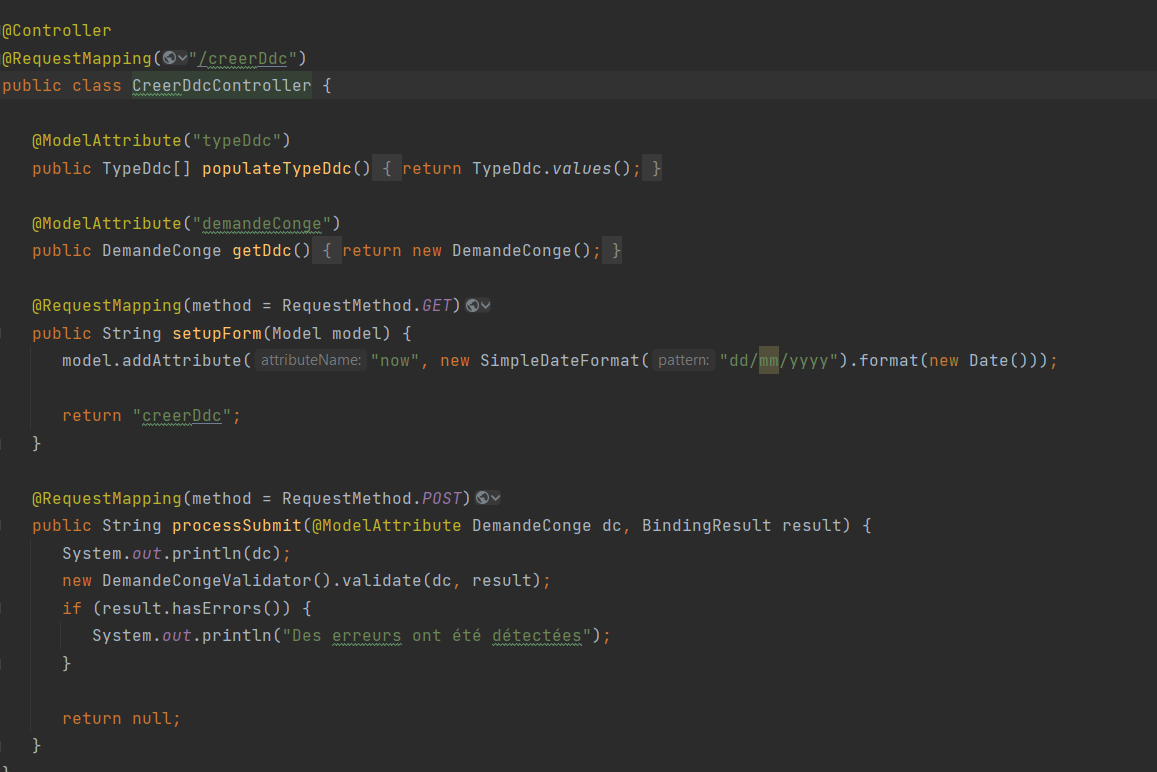 @Controller
@RequestMapping("/creerDdc")
public class CreerDdcController {
@ModelAttribute("typeDdc")
public TypeDdc[] populateTypeDdc() { return TypeDdc.values(); }
@ModelAttribute("demandeConge")
public DemandeConge getDdc() { return new DemandeConge(); }
@RequestMapping(method = RequestMethod.GET)
public String setupForm(Model model) {
model.addAttribute( attributeName: "now", new SimpleDateFormat( pattern: "dd/mm/yyyy").format(new Date()));
return "creerDdc";
}
@RequestMapping(method = RequestMethod.POST)
public String processSubmit(@ModelAttribute DemandeConge dc, BindingResult result) {
System.out.println(dc);
new DemandeCongeValidator().validate(dc, result);
if (result.hasErrors()) {
System.out.println("Des erreurs ont été détectées");
}
return null;
}
}